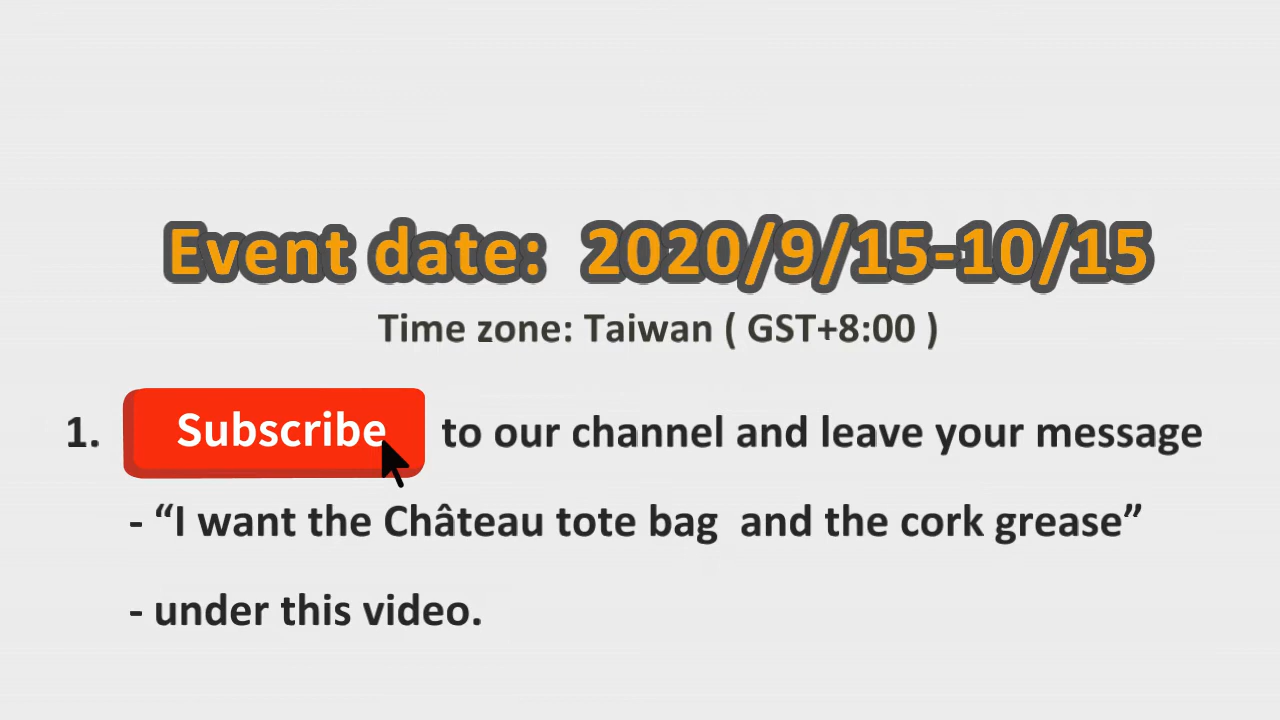 Event date: 2020/9/15-10/15
Time zone: Taiwan ( GST+8:00 )
1. Subscribe to our channel and leave your message
- “I want the Château tote bag and the cork grease”
- under this video.